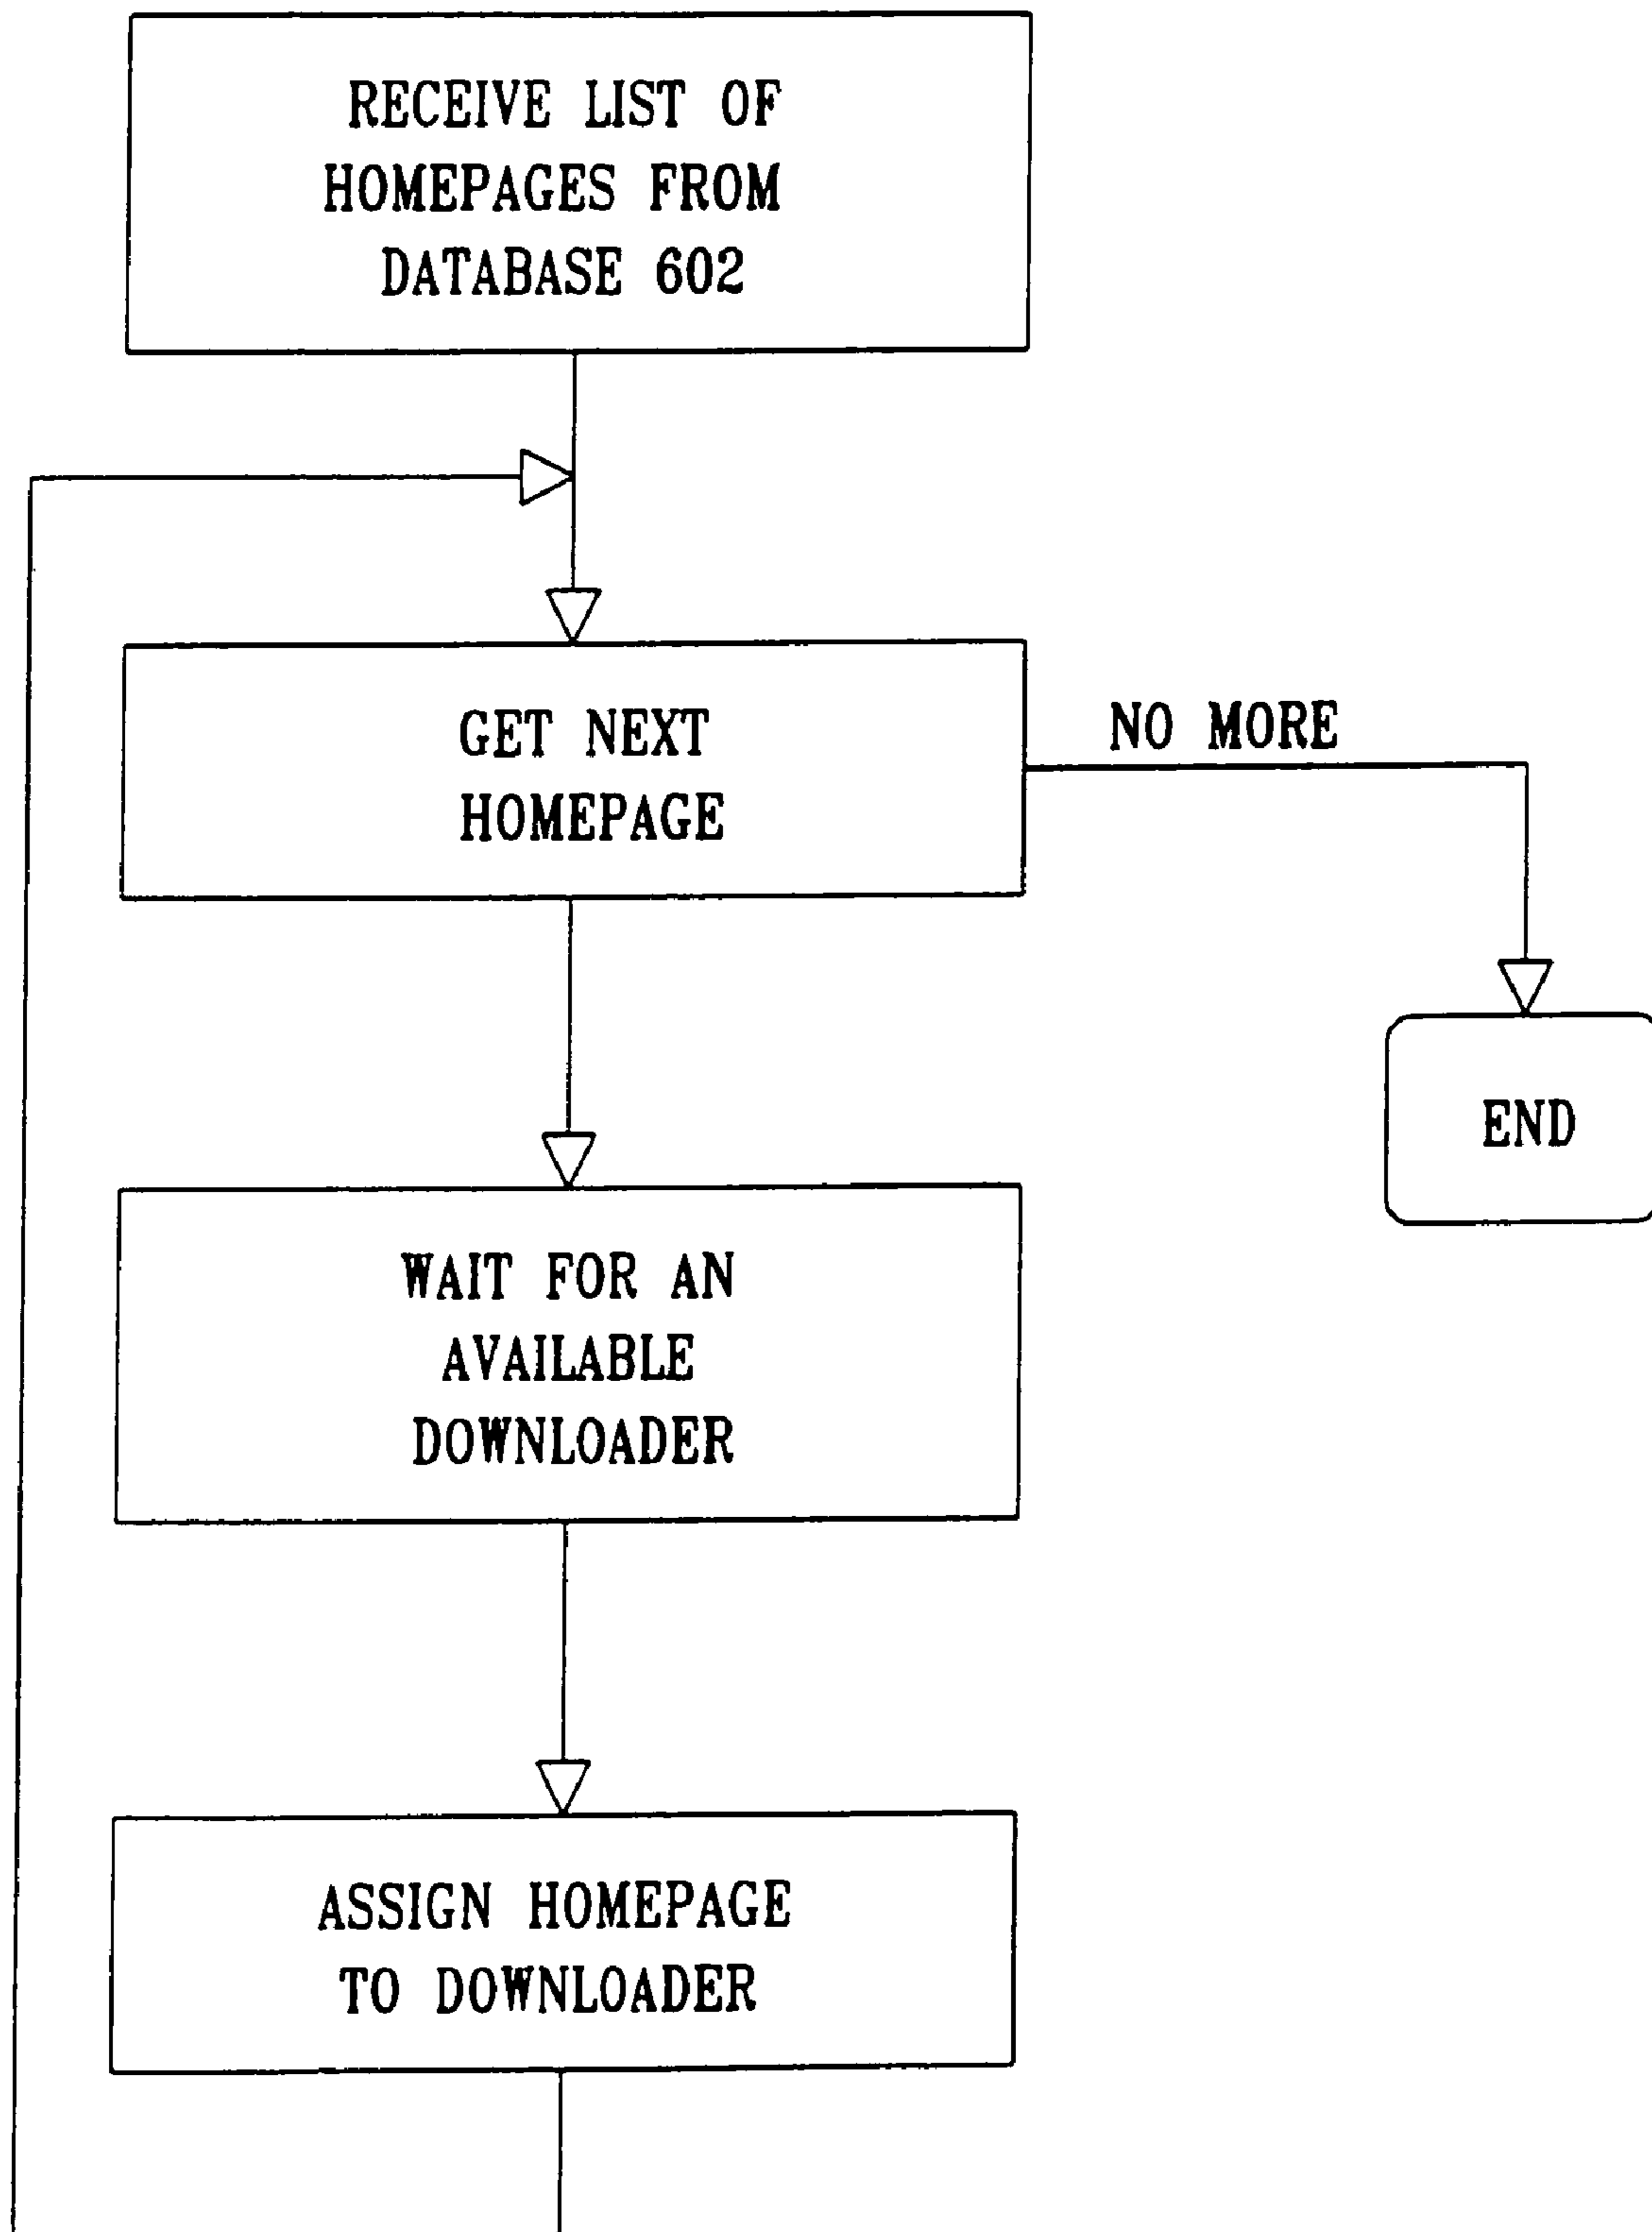 RECEIVE LIST OF
HOMEPAGES FROM
DATABASE 602
GET NEXT
HOMEPAGE
NO MORE
END
WAIT FOR AN
AVAILABLE
DOWNLOADER
ASSIGN HOMEPAGE
TO DOWNLOADER